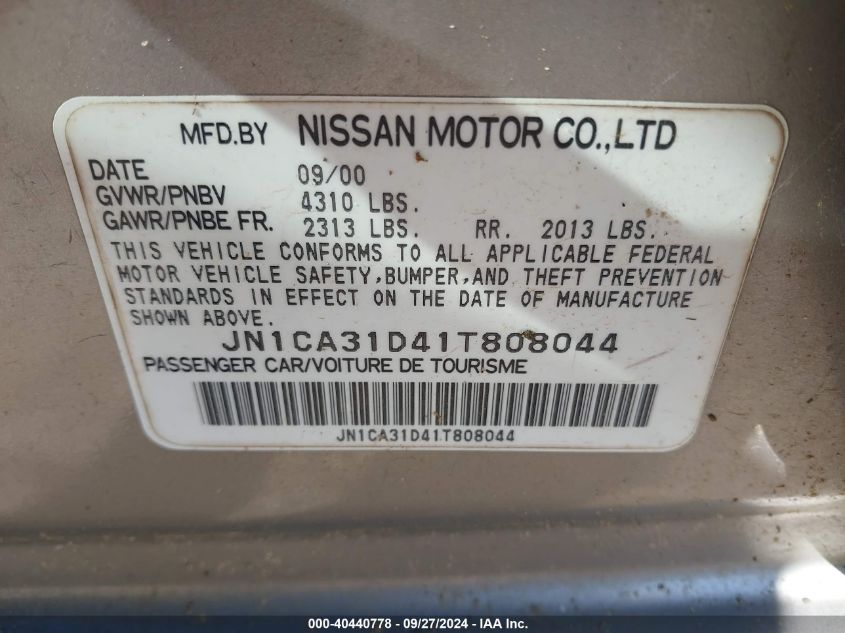 MFD.BY NISSAN MOTOR CO.,LTD
DATE 09/00
GVWR/PNBV 4310 LBS.
GAWR/PNBE FR. 2313 LBS. RR. 2013 LBS.
THIS VEHICLE CONFORMS TO ALL APPLICABLE FEDERAL
MOTOR VEHICLE SAFETY,BUMPER,AND THEFT PREVENTION
STANDARDS IN EFFECT ON THE DATE OF MANUFACTURE
SHOWN ABOVE.
JN1CA31D41T808044
PASSENGER CAR/VOITURE DE TOURISME
JN1CA31D41T808044
000-40440778 - 09/27/2024 - IAA Inc.